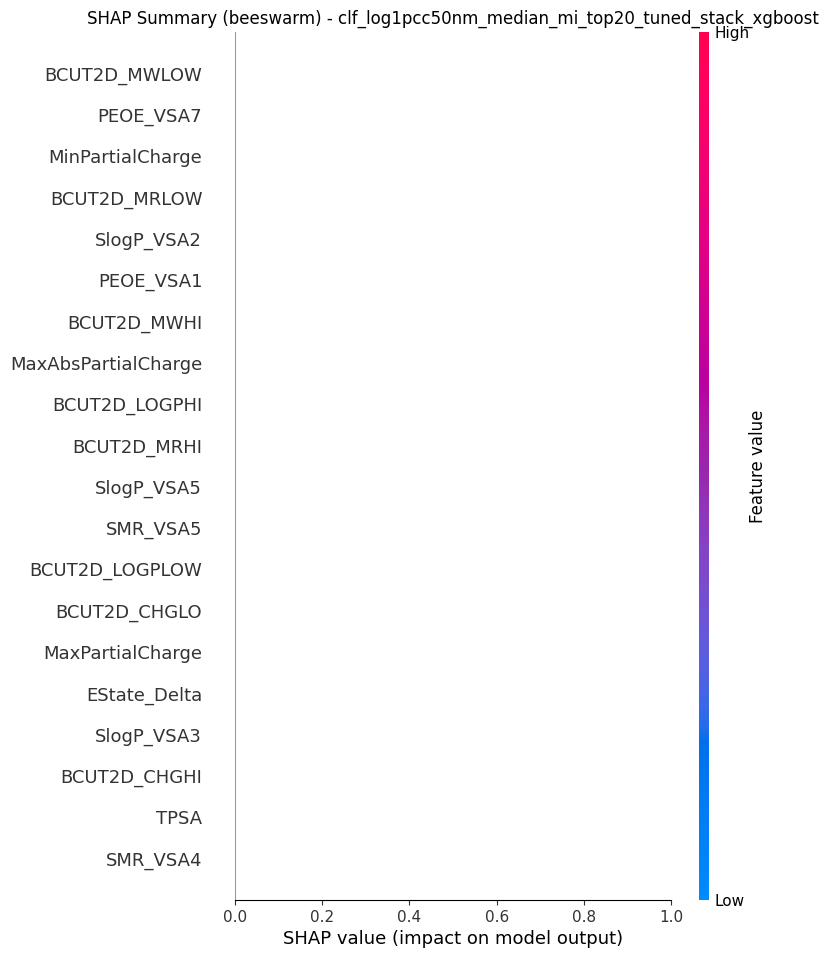 SHAP Summary (beeswarm) - clf_log1pcc50nm_median_mi_top20_tuned_stack_xgboost
High
BCUT2D_MWLOW
PEOE_VSA7
MinPartialCharge
BCUT2D_MRLOW
SlogP_VSA2
PEOE_VSA1
BCUT2D_MWHI
MaxAbsPartialCharge
BCUT2D_LOGPHI
BCUT2D_MRHI
SlogP_VSA5
SMR_VSA5
BCUT2D_LOGPLOW
BCUT2D_CHGLO
MaxPartialCharge
EState_Delta
SlogP_VSA3
BCUT2D_CHGHI
TPSA
SMR_VSA4
Feature value
Low
0.0 0.2 0.4 0.6 0.8 1.0
SHAP value (impact on model output)